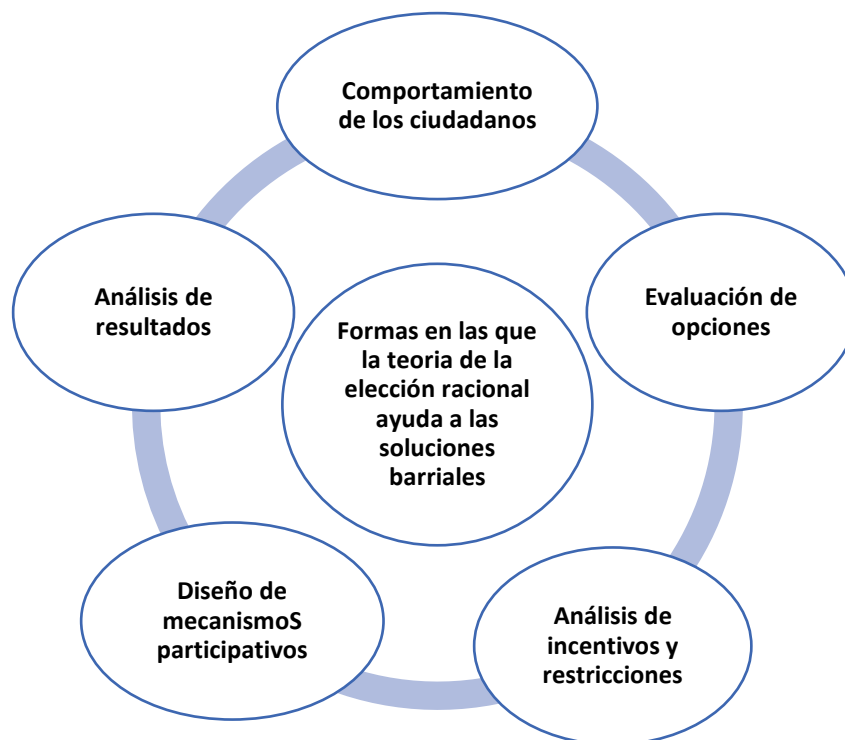 Comportamiento
de los ciudadanos
Evaluación de
opciones
Análisis de
incentivos y
restricciones
Diseño de
mecanismoS
participativos
Análisis de
resultados
Formas en las que
la teoria de la
elección racional
ayuda a las
soluciones
barriales